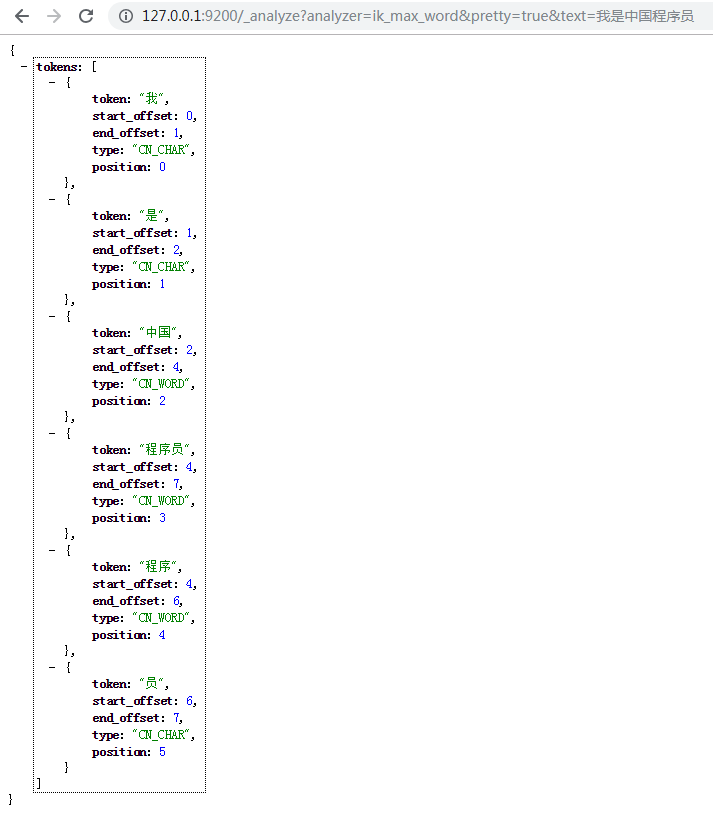 127.0.0.1:9200/_analyze?analyzer=ik_max_word&pretty=true&text=我是中国程序员
{
− tokens: [
− {
token: "我",
start_offset: 0,
end_offset: 1,
type: "CN_CHAR",
position: 0
},
− {
token: "是",
start_offset: 1,
end_offset: 2,
type: "CN_CHAR",
position: 1
},
− {
token: "中国",
start_offset: 2,
end_offset: 4,
type: "CN_WORD",
position: 2
},
− {
token: "程序员",
start_offset: 4,
end_offset: 7,
type: "CN_WORD",
position: 3
},
− {
token: "程序",
start_offset: 4,
end_offset: 6,
type: "CN_WORD",
position: 4
},
− {
token: "员",
start_offset: 6,
end_offset: 7,
type: "CN_CHAR",
position: 5
}
]
}